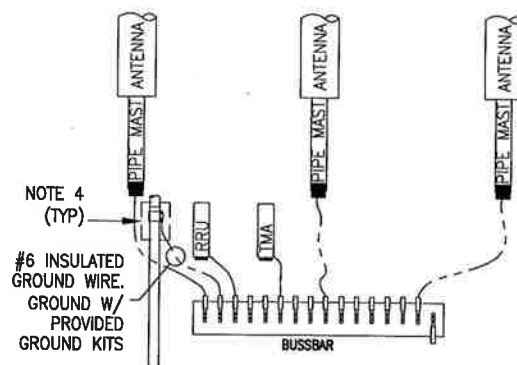 ANTENNA
PIPE MAST
ANTENNA
PIPE MAST
ANTENNA
PIPE MAST
NOTE 4
(TYP)
RRU
TMA
#6 INSULATED
GROUND WIRE.
GROUND W/
PROVIDED
GROUND KITS
BUSSBAR